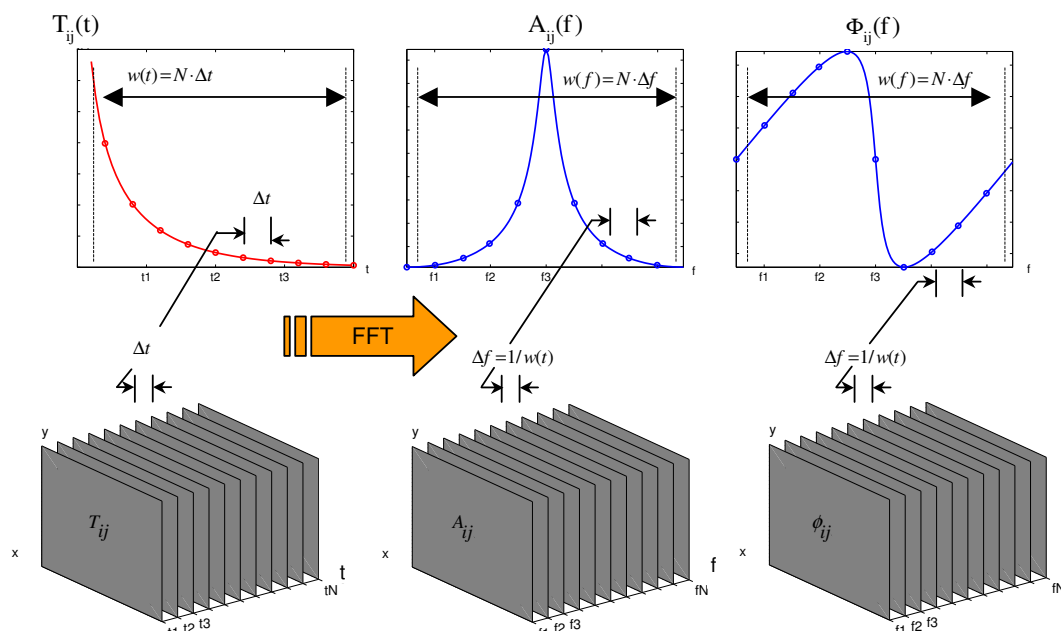 T_ij(t)
A_ij(f)
Φ_ij(f)
w(t)=N·Δt
w(f)=N·Δf
w(f)=N·Δf
Δt
t1 t2 t3 t
f1 f2 f3 f
f1 f2 f3 f
FFT
Δt
Δf=1/w(t)
Δf=1/w(t)
y
y
y
T_ij
A_ij
ϕ_ij
x
x
x
t
f
tN
fN
fN
t1 t2 t3
f1 f2 f3
f1 f2 f3